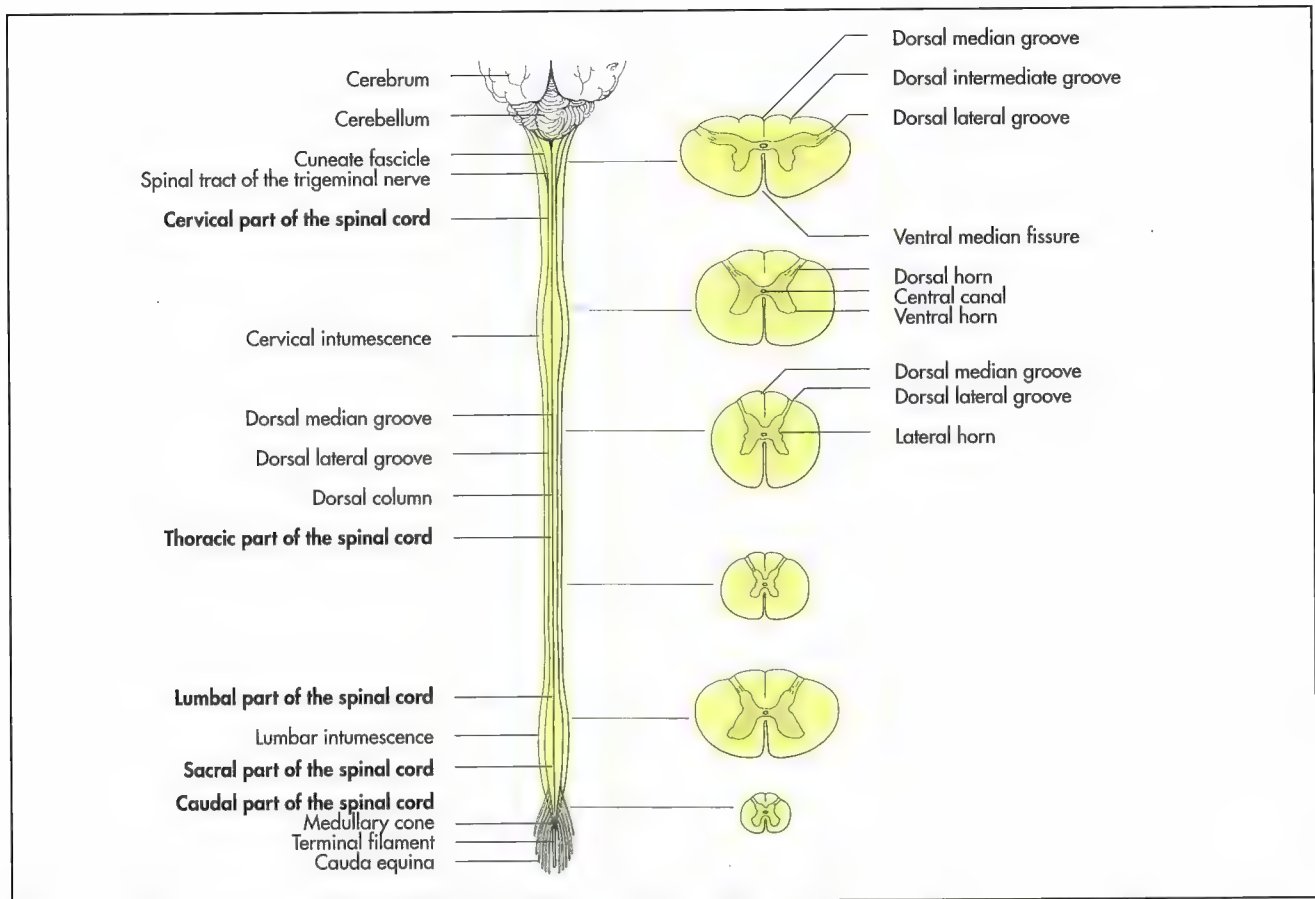 Cerebrum
Cerebellum
Cuneate fascicle
Spinal tract of the trigeminal nerve
Cervical part of the spinal cord
Cervical intumescence
Dorsal median groove
Dorsal lateral groove
Dorsal column
Thoracic part of the spinal cord
Lumbal part of the spinal cord
Lumbar intumescence
Sacral part of the spinal cord
Caudal part of the spinal cord
Medullary cone
Terminal filament
Cauda equina
Dorsal median groove
Dorsal intermediate groove
Dorsal lateral groove
Ventral median fissure
Dorsal horn
Central canal
Ventral horn
Dorsal median groove
Dorsal lateral groove
Lateral horn